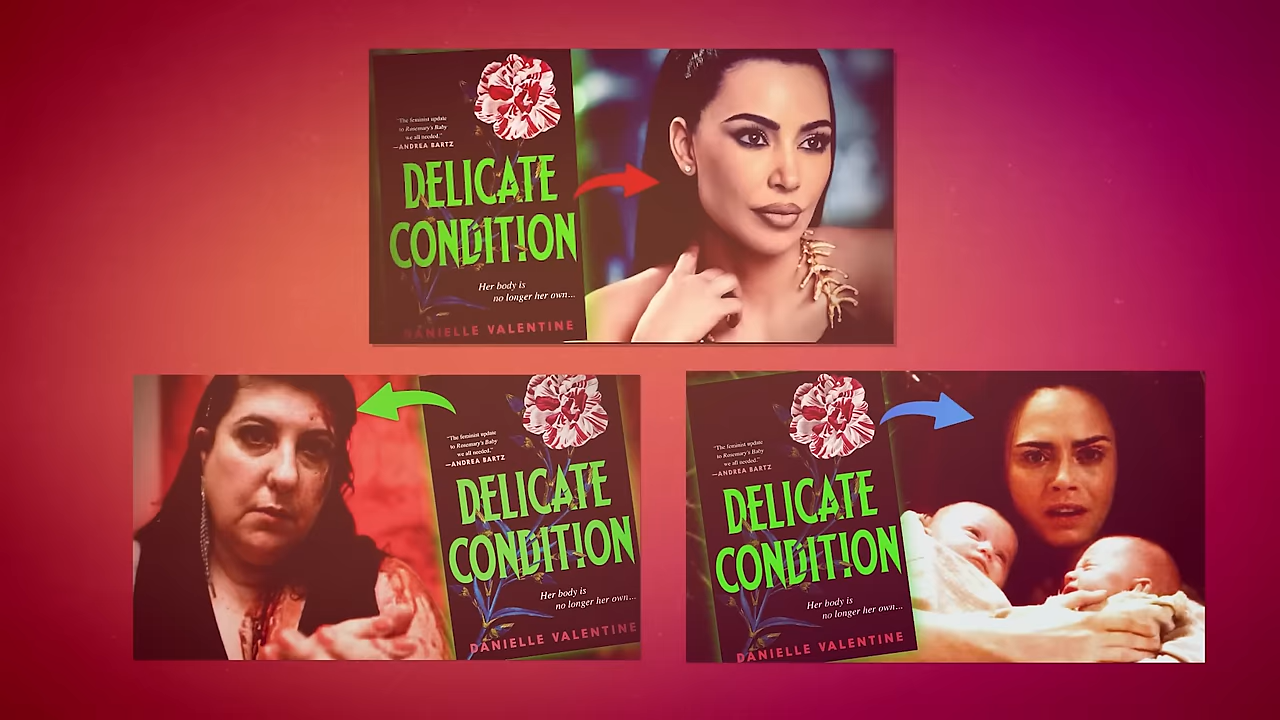 "The feminist update
to Rosemary's Baby
we all needed."
—ANDREA BARTZ
DELICATE
CONDITION
Her body is
no longer her own...
DANIELLE VALENTINE
"The feminist update
to Rosemary's Baby
we all needed."
—ANDREA BARTZ
DELICATE
CONDITION
Her body is
no longer her own...
DANIELLE VALENTINE
"The feminist update
to Rosemary's Baby
we all needed."
—ANDREA BARTZ
DELICATE
CONDITION
Her body is
no longer her own...
DANIELLE VALENTINE